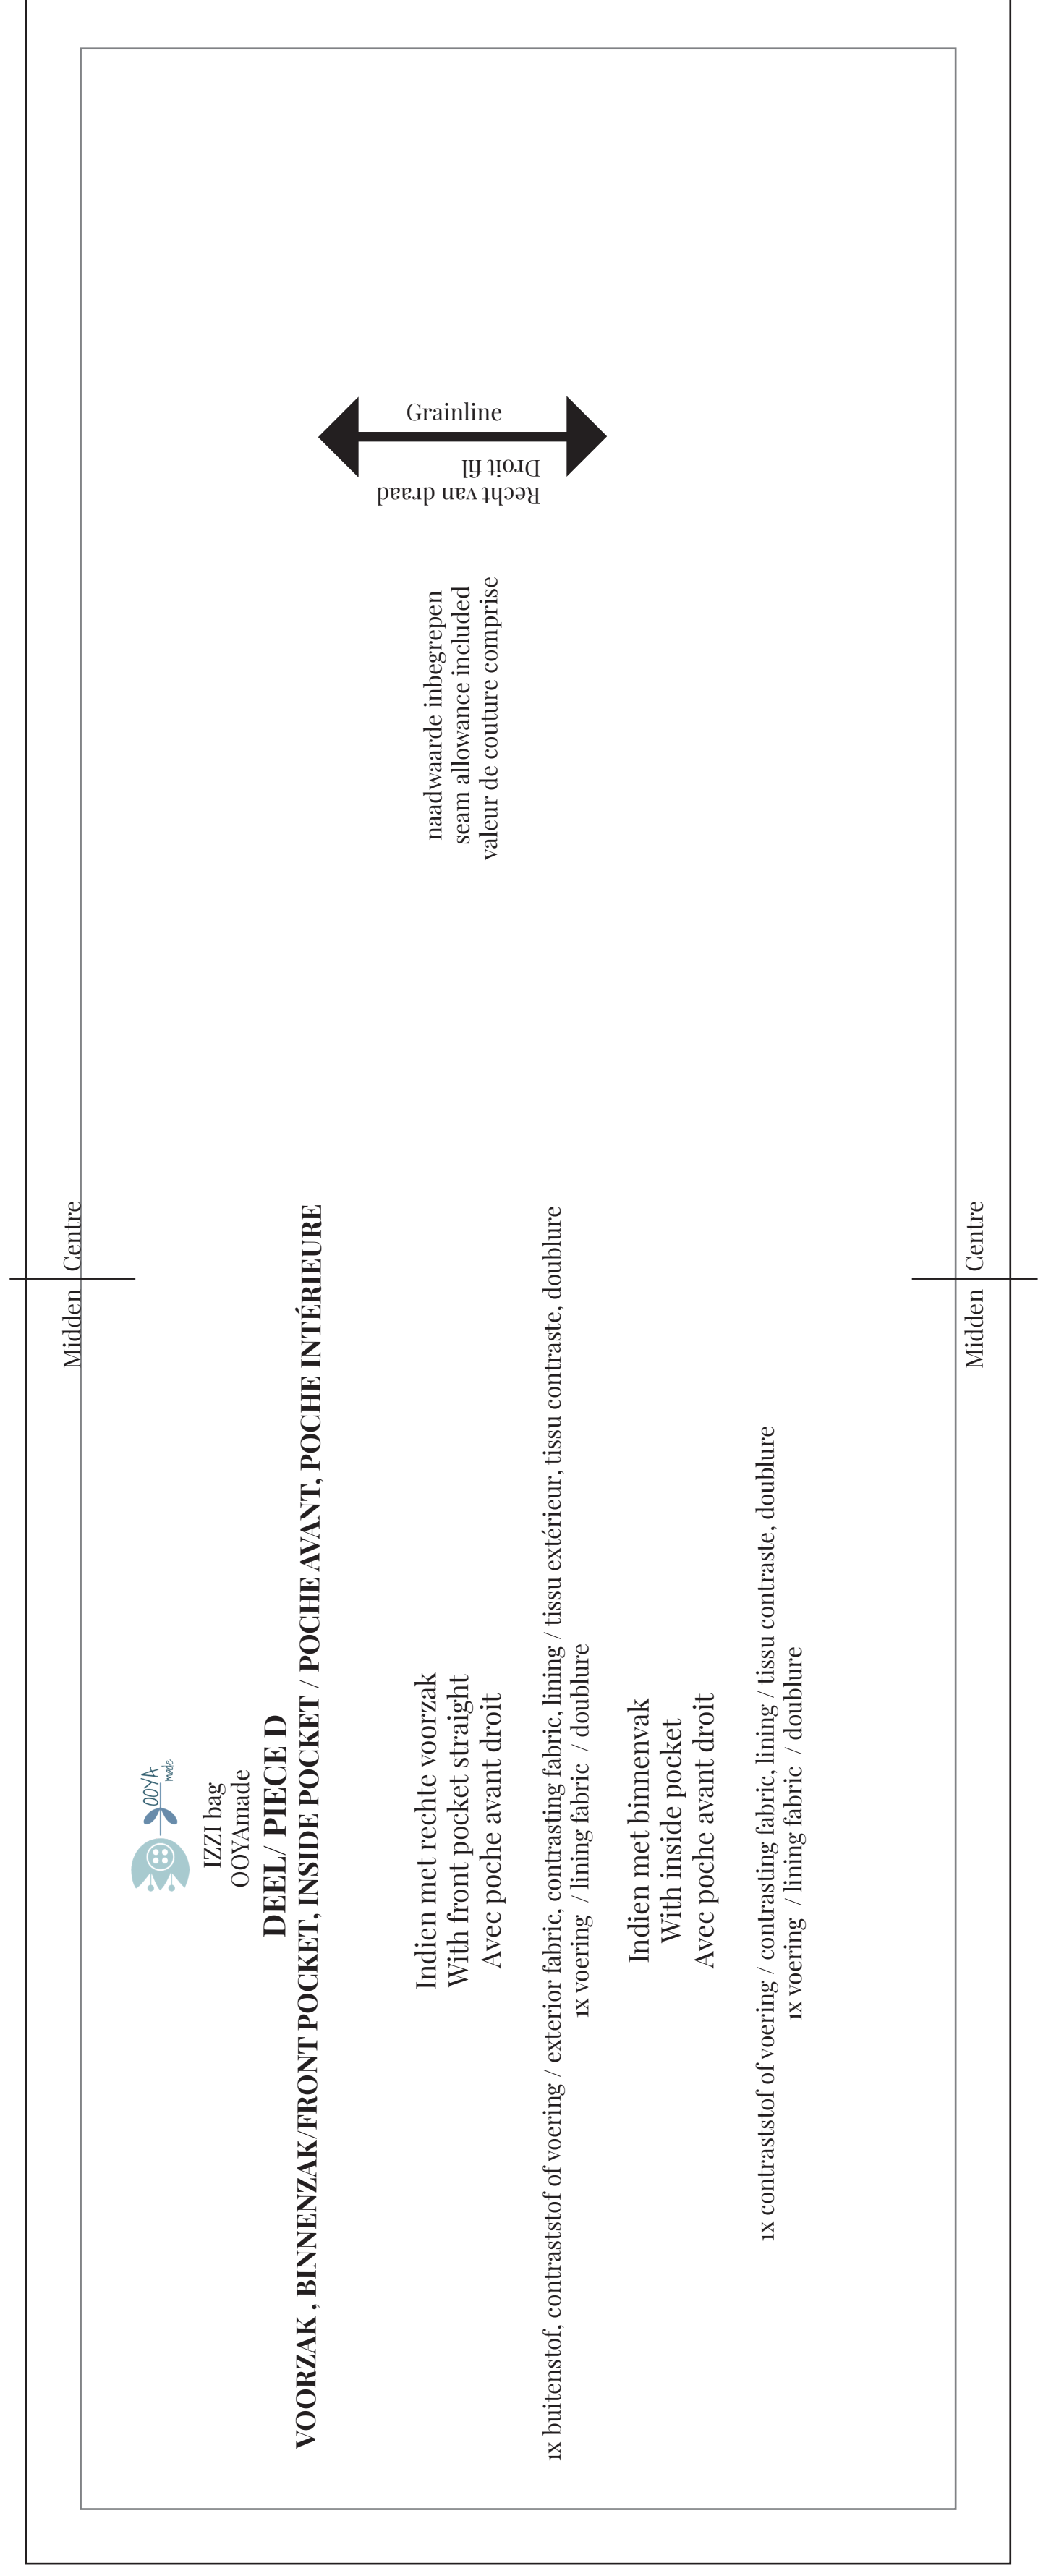 OOYA
made
IZZI bag
OOYAmade
DEEL/ PIECE D
VOORZAK , BINNENZAK/FRONT POCKET, INSIDE POCKET / POCHE AVANT, POCHE INTÉRIEURE
Indien met rechte voorzak
With front pocket straight
Avec poche avant droit
1x buitenstof, contraststof of voering / exterior fabric, contrasting fabric, lining / tissu extérieur, tissu contraste, doublure
1x voering / lining fabric / doublure
Indien met binnenvak
With inside pocket
Avec poche avant droit
1x contraststof of voering / contrasting fabric, lining / tissu contraste, doublure
1x voering / lining fabric / doublure
Midden Centre
Midden Centre
naadwaarde inbegrepen
seam allowance included
valeur de couture comprise
Grainline
Recht van draad
Droit fil